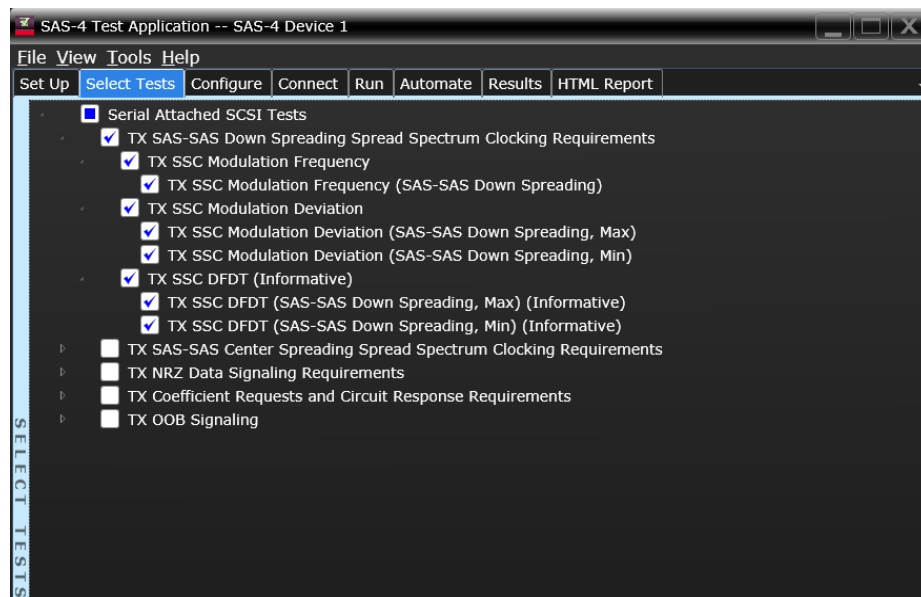 SAS-4 Test Application -- SAS-4 Device 1
File View Tools Help
Set Up Select Tests Configure Connect Run Automate Results HTML Report
Serial Attached SCSI Tests
TX SAS-SAS Down Spreading Spread Spectrum Clocking Requirements
TX SSC Modulation Frequency
TX SSC Modulation Frequency (SAS-SAS Down Spreading)
TX SSC Modulation Deviation
TX SSC Modulation Deviation (SAS-SAS Down Spreading, Max)
TX SSC Modulation Deviation (SAS-SAS Down Spreading, Min)
TX SSC DFDT (Informative)
TX SSC DFDT (SAS-SAS Down Spreading, Max) (Informative)
TX SSC DFDT (SAS-SAS Down Spreading, Min) (Informative)
TX SAS-SAS Center Spreading Spread Spectrum Clocking Requirements
TX NRZ Data Signaling Requirements
TX Coefficient Requests and Circuit Response Requirements
TX OOB Signaling
SELECT TESTS